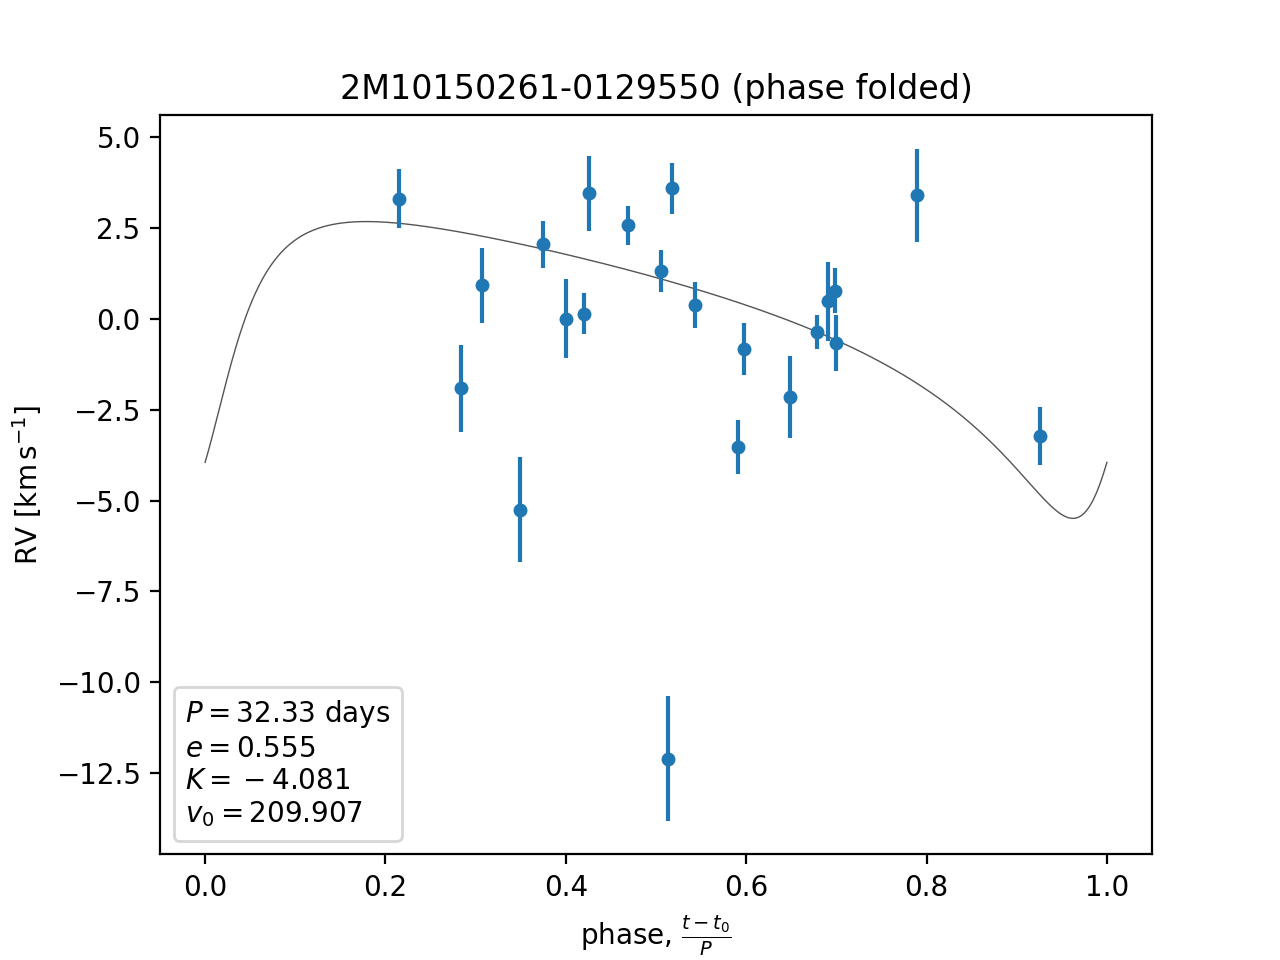 2M10150261-0129550 (phase folded)
5.0
2.5
0.0
−2.5
−5.0
−7.5
−10.0
−12.5
RV [km s⁻¹]
P = 32.33 days
e = 0.555
K = −4.081
v₀ = 209.907
0.0 0.2 0.4 0.6 0.8 1.0
phase, (t − t₀)/P